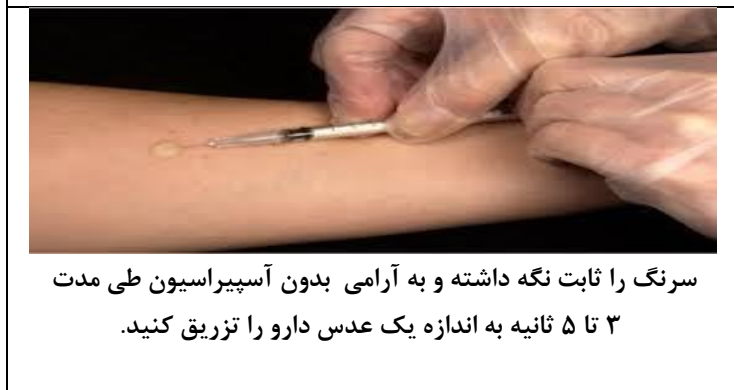 سرنگ را ثابت نگه داشته و به آرامی بدون آسپیراسیون طی مدت
۳ تا ۵ ثانیه به اندازه یک عدس دارو را تزریق کنید.